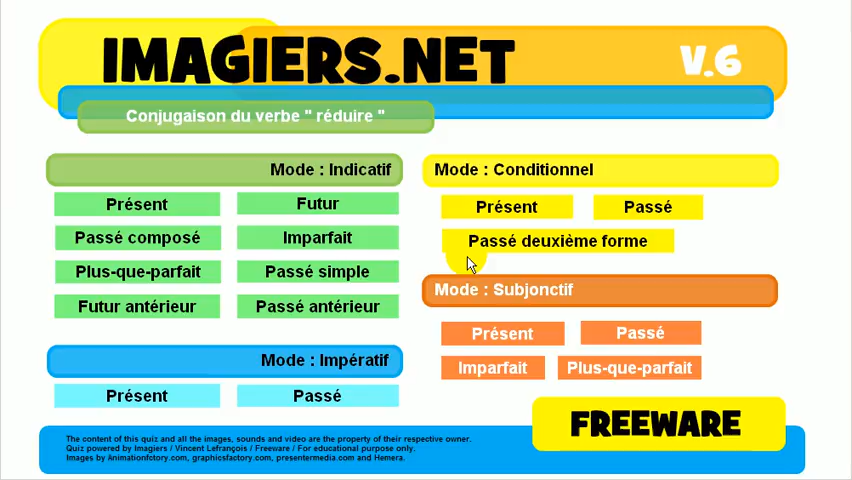 IMAGIERS.NET
V.6
Conjugaison du verbe " réduire "
Mode : Indicatif
Présent
Futur
Passé composé
Imparfait
Plus-que-parfait
Passé simple
Futur antérieur
Passé antérieur
Mode : Impératif
Présent
Passé
Mode : Conditionnel
Présent
Passé
Passé deuxième forme
Mode : Subjonctif
Présent
Passé
Imparfait
Plus-que-parfait
FREEWARE
The content of this quiz and all the images, sounds and video are the property of their respective owner.
Quiz powered by Imagiers / Vincent Lefrançois / Freeware / For educational purpose only.
Images by Animationfctory.com, graphicsfactory.com, presentermedia.com and Hemera.